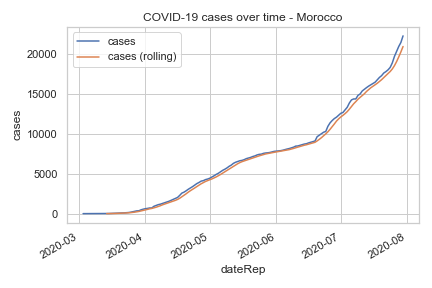 COVID-19 cases over time - Morocco
cases
cases (rolling)
20000
15000
10000
5000
0
cases
2020-03
2020-04
2020-05
2020-06
2020-07
2020-08
dateRep